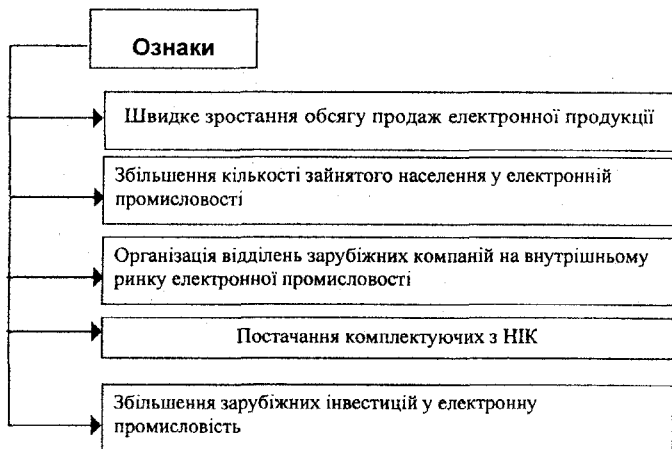 Ознаки
Швидке зростання обсягу продаж електронної продукції
Збільшення кількості зайнятого населення у електронній
промисловості
Організація відділень зарубіжних компаній на внутрішньому
ринку електронної промисловості
Постачання комплектуючих з НІК
Збільшення зарубіжних інвестицій у електронну
промисловість